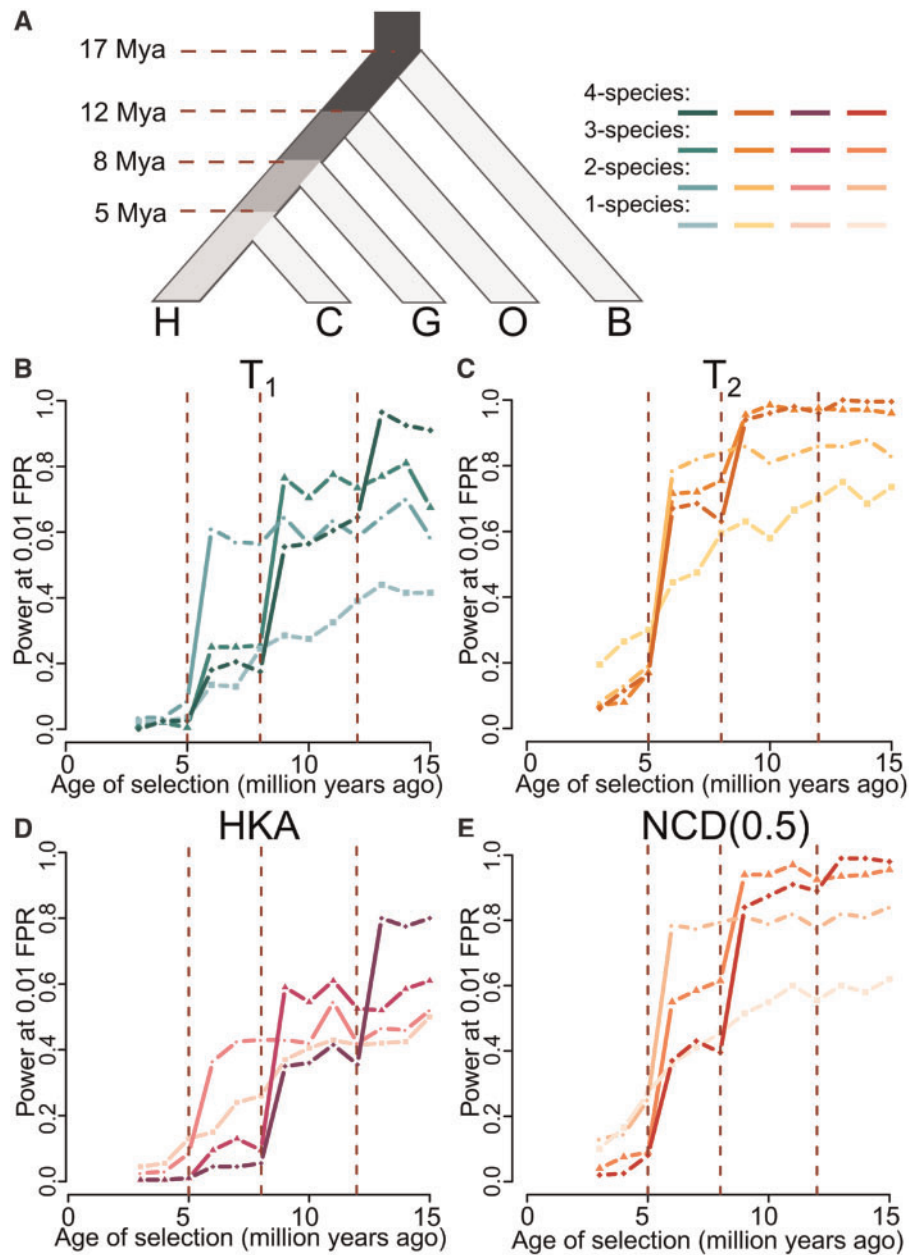 A
17 Mya
12 Mya
8 Mya
5 Mya
H C G O B
4-species:
3-species:
2-species:
1-species:
B
T1
Power at 0.01 FPR
0.0 0.2 0.4 0.6 0.8 1.0
0 5 10 15
Age of selection (million years ago)
C
T2
Power at 0.01 FPR
0.0 0.2 0.4 0.6 0.8 1.0
0 5 10 15
Age of selection (million years ago)
D
HKA
Power at 0.01 FPR
0.0 0.2 0.4 0.6 0.8 1.0
0 5 10 15
Age of selection (million years ago)
E
NCD(0.5)
Power at 0.01 FPR
0.0 0.2 0.4 0.6 0.8 1.0
0 5 10 15
Age of selection (million years ago)